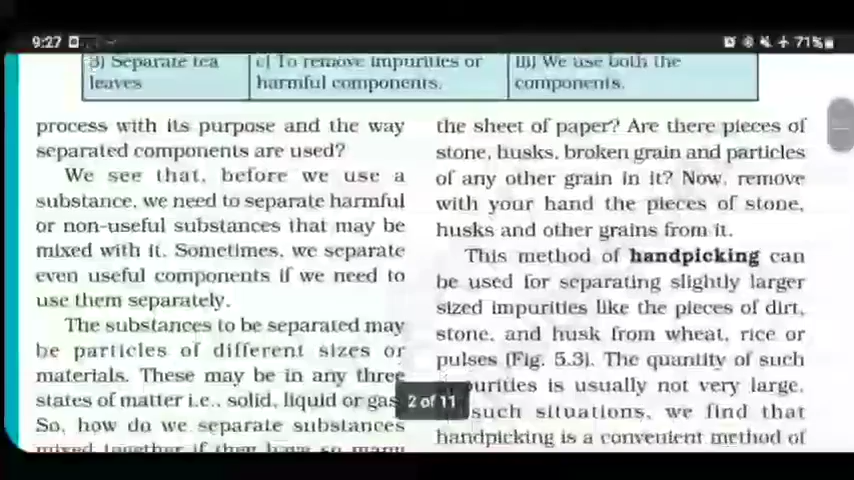 9:27
71%
3) Separate tea
leaves
c) To remove impurities or
harmful components.
iii) We use both the
components.
process with its purpose and the way
separated components are used?
We see that, before we use a
substance, we need to separate harmful
or non-useful substances that may be
mixed with it. Sometimes, we separate
even useful components if we need to
use them separately.
The substances to be separated may
be particles of different sizes or
materials. These may be in any three
states of matter i.e., solid, liquid or gas.
So, how do we separate substances
mixed together if they have so many
the sheet of paper? Are there pieces of
stone, husks, broken grain and particles
of any other grain in it? Now, remove
with your hand the pieces of stone,
husks and other grains from it.
This method of handpicking can
be used for separating slightly larger
sized impurities like the pieces of dirt,
stone, and husk from wheat, rice or
pulses (Fig. 5.3). The quantity of such
purities is usually not very large.
such situations, we find that
handpicking is a convenient method of
2 of 11